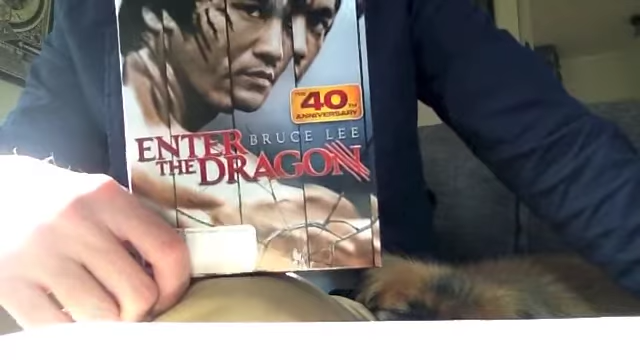 THE
40TH
ANNIVERSARY
BRUCE LEE
ENTER
THE DRAGON